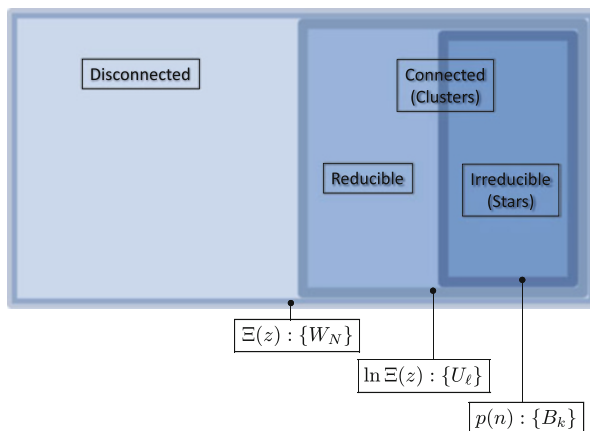 Disconnected
Connected
(Clusters)
Reducible
Irreducible
(Stars)
Ξ(z) : {W_N}
ln Ξ(z) : {U_ℓ}
p(n) : {B_k}